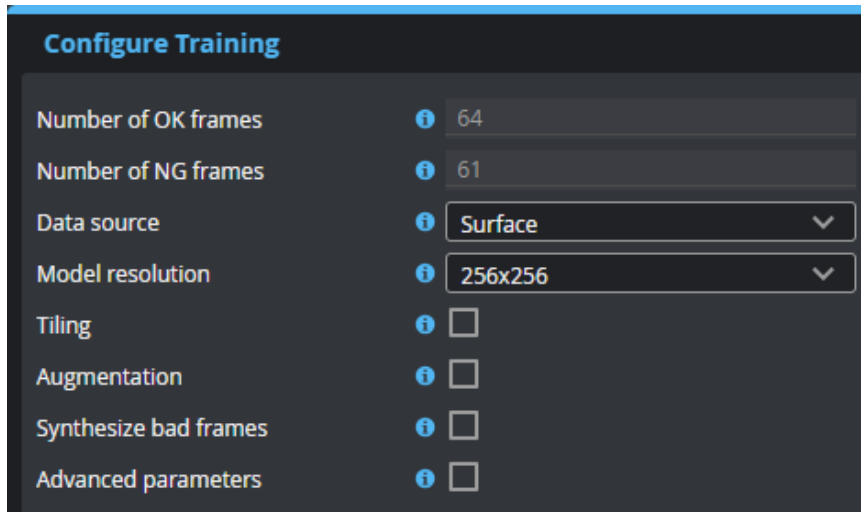 Configure Training
Number of OK frames 64
Number of NG frames 61
Data source Surface
Model resolution 256x256
Tiling
Augmentation
Synthesize bad frames
Advanced parameters